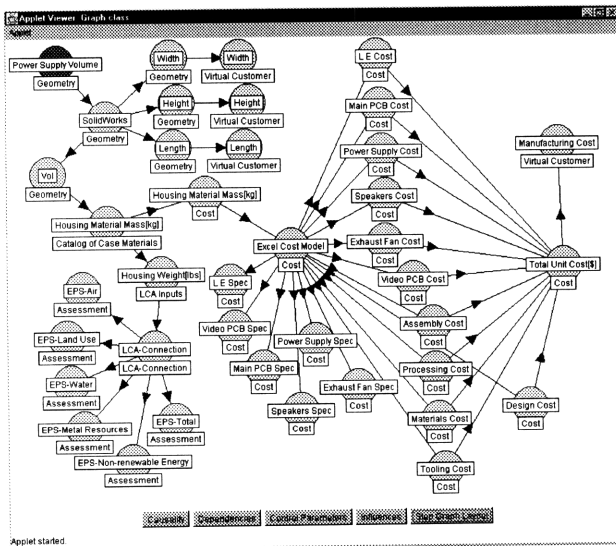 Applet Viewer: Graph class
Applet
Power Supply Volume
Geometry
SolidWorks
Geometry
Width
Geometry
Width
Virtual Customer
Height
Geometry
Height
Virtual Customer
Length
Geometry
Length
Virtual Customer
Vol
Geometry
Housing Material Mass[kg]
Cost
Housing Material Mass[kg]
Catalog of Case Materials
Housing Weight[lbs]
LCA Inputs
EPS-Air
Assessment
EPS-Land Use
Assessment
LCA-Connection
LCA-Connection
EPS-Water
Assessment
EPS-Metal Resources
Assessment
EPS-Total
Assessment
EPS-Non-renewable Energy
Assessment
L E Cost
Cost
Main PCB Cost
Cost
Power Supply Cost
Cost
Speakers Cost
Cost
Exhaust Fan Cost
Cost
Excel Cost Model
Cost
Video PCB Cost
Cost
L E Spec
Cost
Video PCB Spec
Cost
Main PCB Spec
Cost
Power Supply Spec
Cost
Speakers Spec
Cost
Exhaust Fan Spec
Cost
Assembly Cost
Cost
Processing Cost
Cost
Materials Cost
Cost
Tooling Cost
Cost
Design Cost
Cost
Manufacturing Cost
Virtual Customer
Total Unit Cost[$]
Cost
Causality
Dependencies
Control Parameters
Influences
Stop Graph Layout
Applet started.